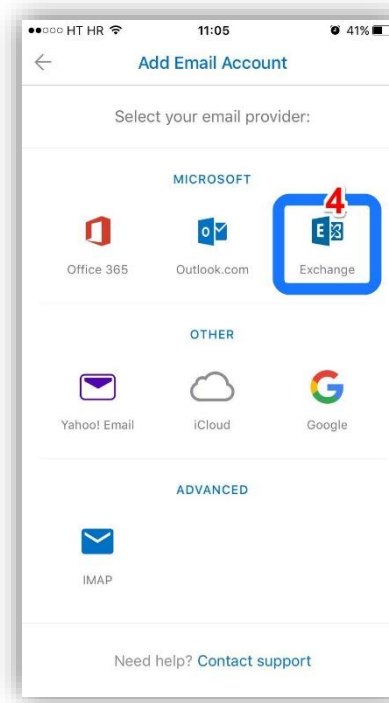 HT HR 11:05 41%
Add Email Account
Select your email provider:
MICROSOFT
4
Office 365 Outlook.com Exchange
OTHER
Yahoo! Email iCloud Google
ADVANCED
IMAP
Need help? Contact support